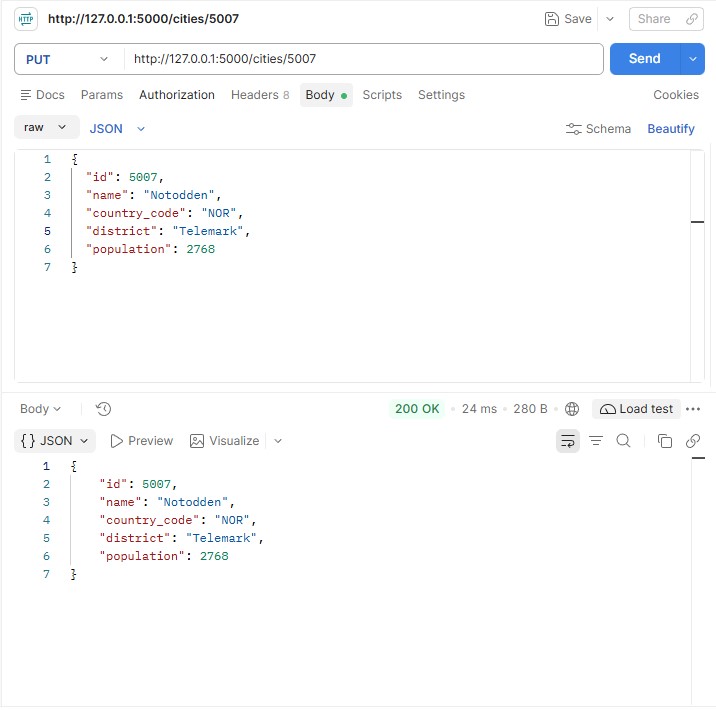 HTTP http://127.0.0.1:5000/cities/5007 Save Share
PUT http://127.0.0.1:5000/cities/5007 Send
Docs Params Authorization Headers 8 Body Scripts Settings Cookies
raw JSON Schema Beautify
1 {
2 "id": 5007,
3 "name": "Notodden",
4 "country_code": "NOR",
5 "district": "Telemark",
6 "population": 2768
7 }
Body 200 OK 24 ms 280 B Load test
{} JSON Preview Visualize
1 {
2 "id": 5007,
3 "name": "Notodden",
4 "country_code": "NOR",
5 "district": "Telemark",
6 "population": 2768
7 }